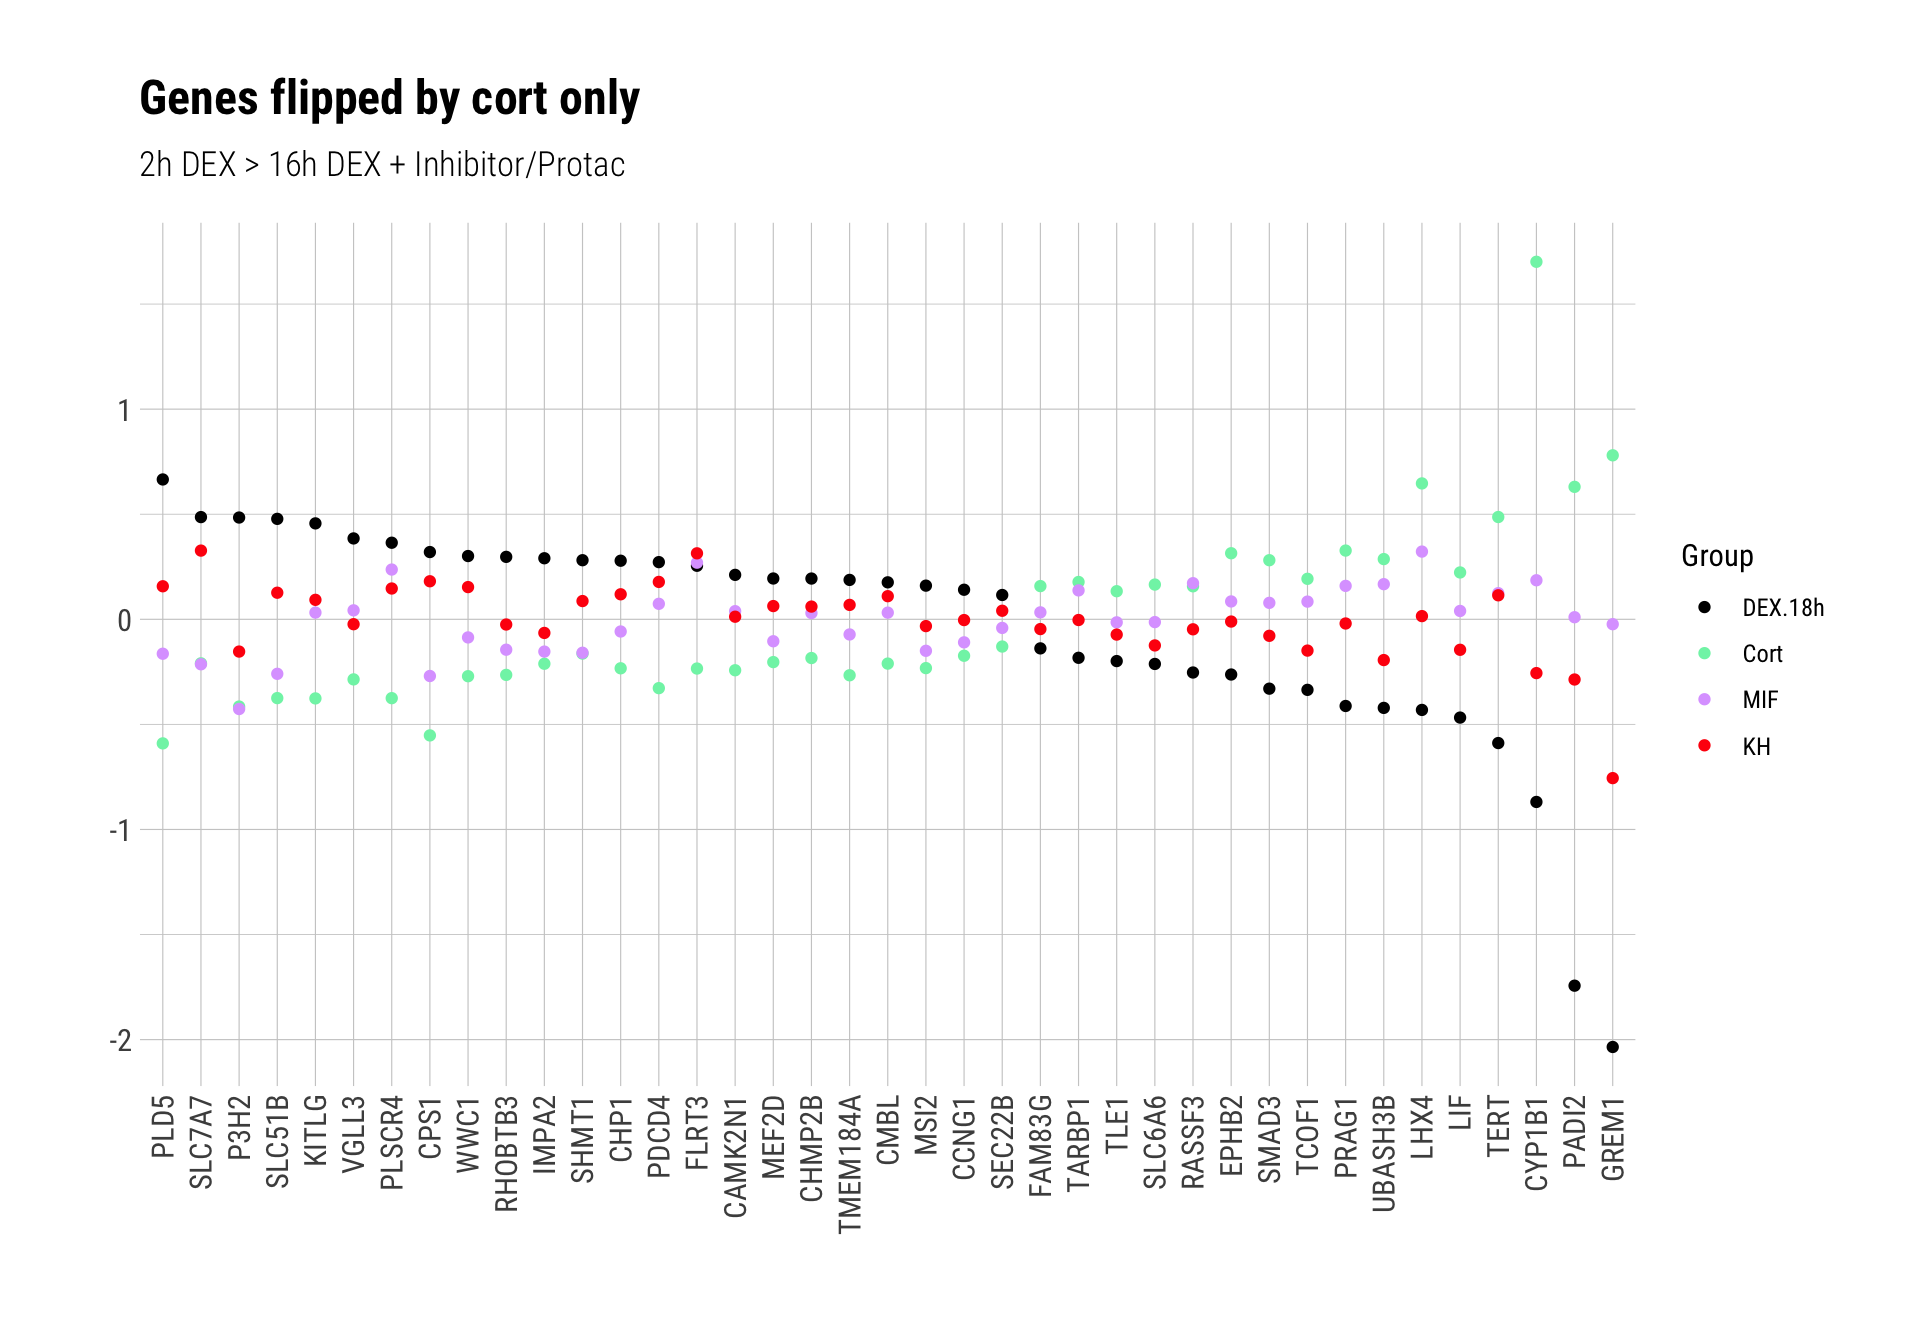 Genes flipped by cort only
2h DEX > 16h DEX + Inhibitor/Protac
1
0
-1
-2
PLD5
SLC7A7
P3H2
SLC51B
KITLG
VGLL3
PLSCR4
CPS1
WWC1
RHOBTB3
IMPA2
SHMT1
CHP1
PDCD4
FLRT3
CAMK2N1
MEF2D
CHMP2B
TMEM184A
CMBL
MSI2
CCNG1
SEC22B
FAM83G
TARBP1
TLE1
SLC6A6
RASSF3
EPHB2
SMAD3
TCOF1
PRAG1
UBASH3B
LHX4
LIF
TERT
CYP1B1
PADI2
GREM1
Group
DEX.18h
Cort
MIF
KH